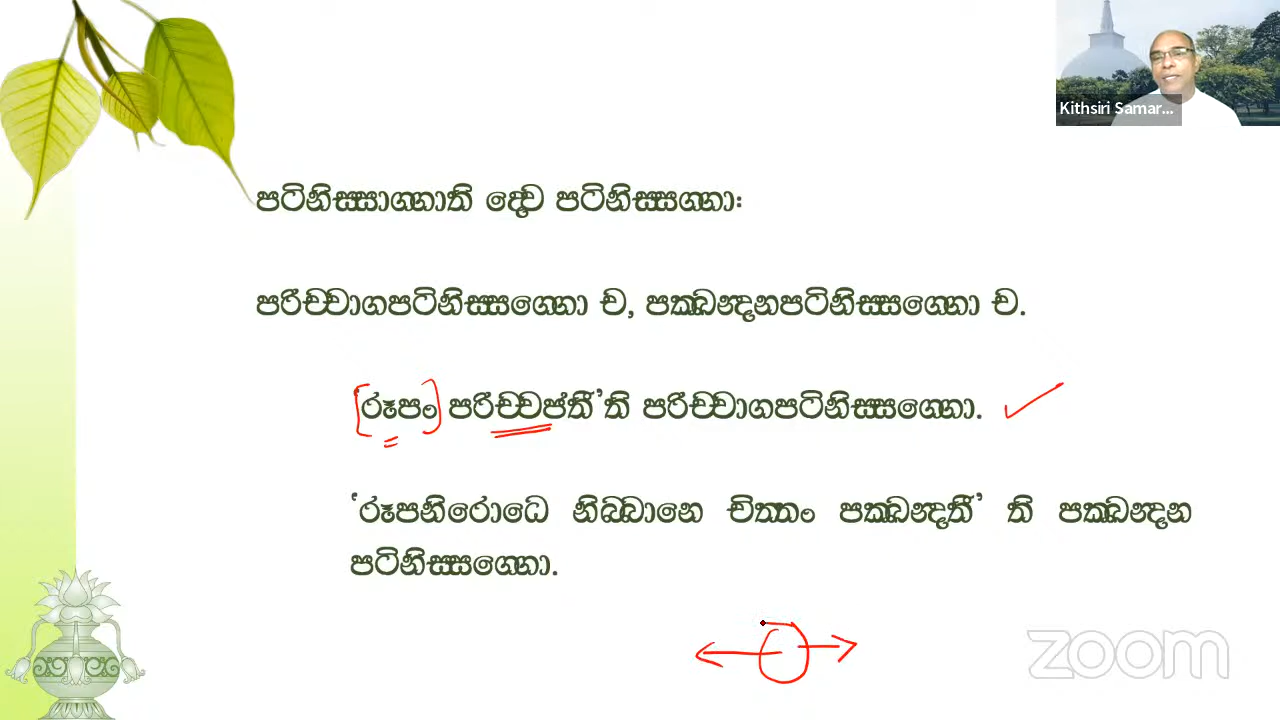 Kithsiri Samar...
පටිනිස්සාග්ගාති ද්වෙ පටිනිස්සග්ගා:
පරිච්චාගපටිනිස්සග්ගො ච, පක්ඛන්දනපටිනිස්සග්ගො ච.
[රූපං] පරිච්චජතී'ති පරිච්චාගපටිනිස්සග්ගො.
‘රූපනිරොධෙ නිබ්බානෙ චිත්තං පක්ඛන්දතී’ ති පක්ඛන්දන
පටිනිස්සග්ගො.
zoom